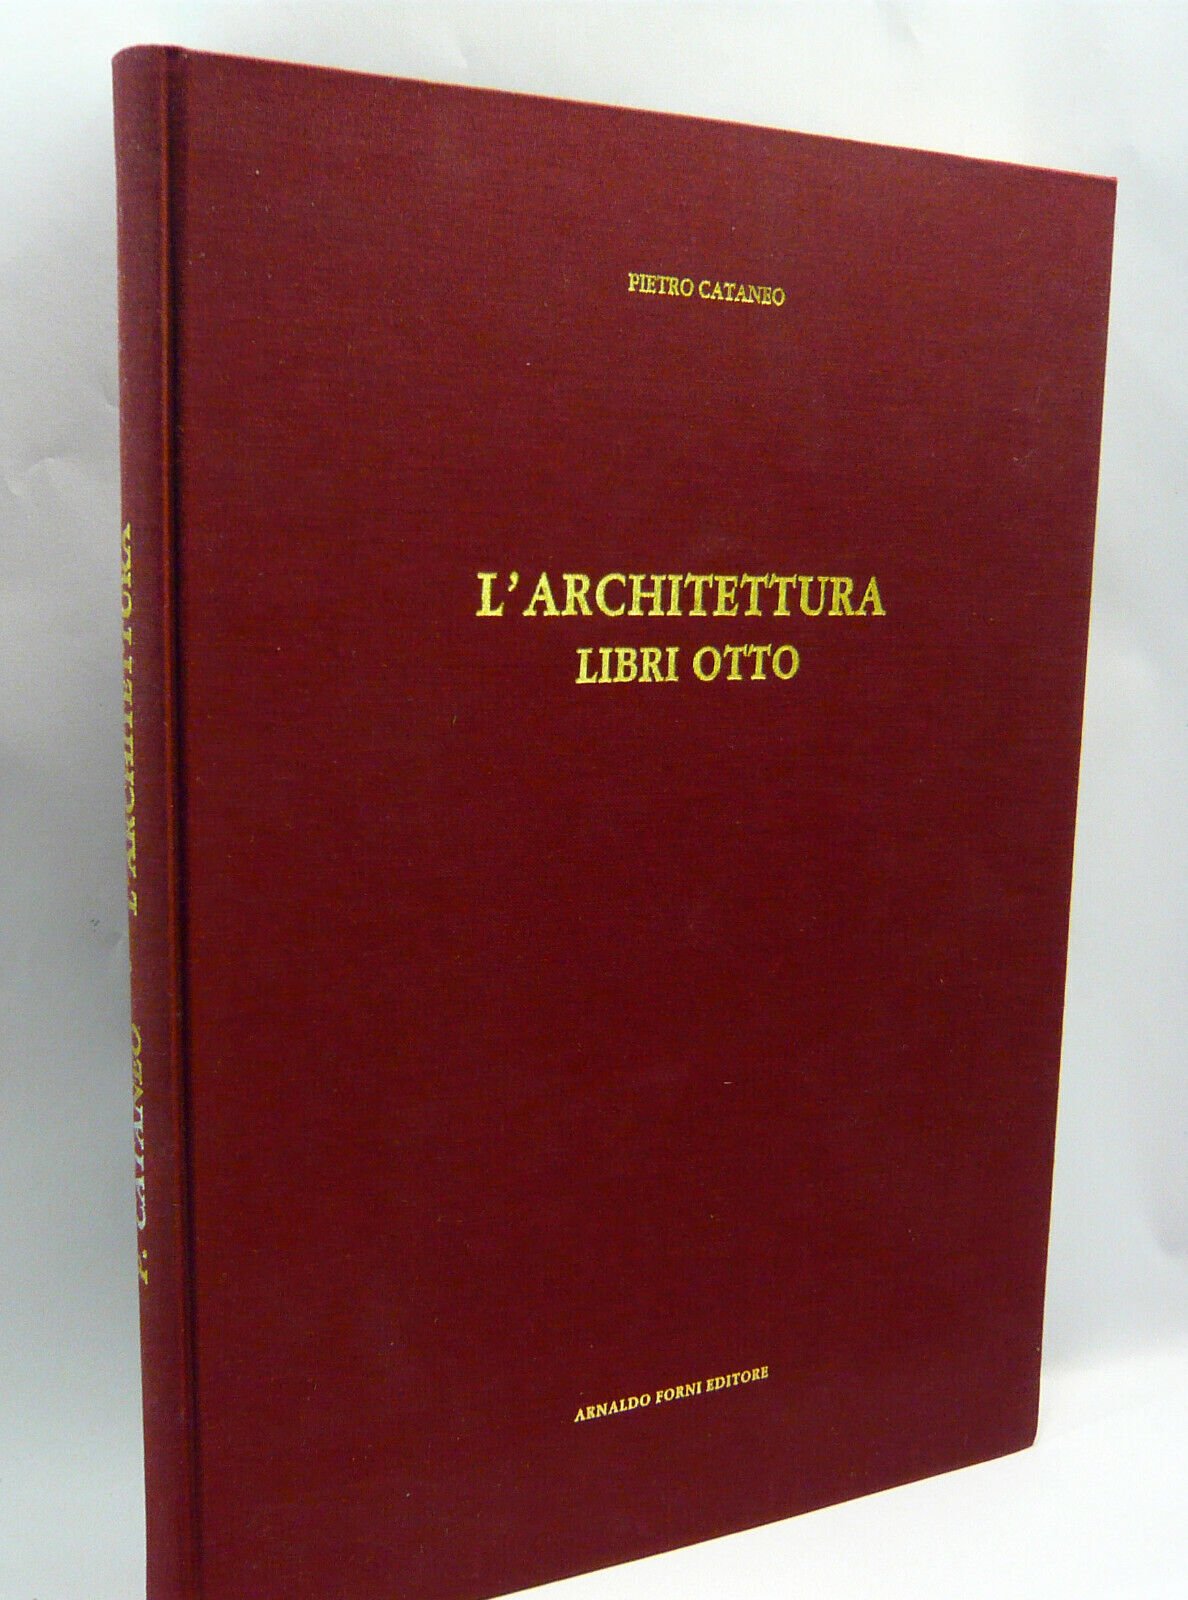 PIETRO CATANEO
L'ARCHITETTURA
LIBRI OTTO
ARNALDO FORNI EDITORE
P. CATANEO - L'ARCHITETTURA